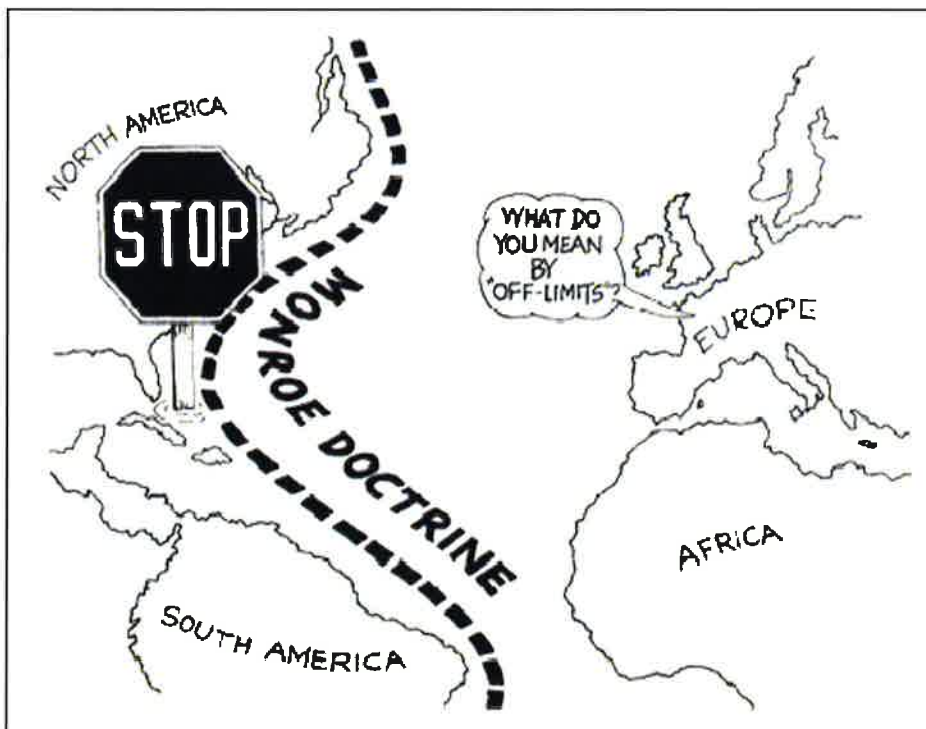 NORTH AMERICA
STOP
MONROE DOCTRINE
WHAT DO
YOU MEAN
BY
"OFF-LIMITS"?
EUROPE
AFRICA
SOUTH AMERICA